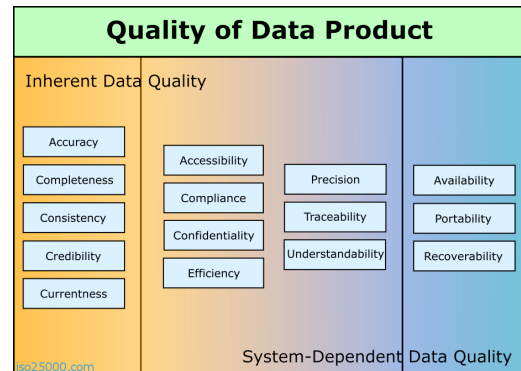 Quality of Data Product
Inherent Data Quality
Accuracy
Completeness
Consistency
Credibility
Currentness
Accessibility
Compliance
Confidentiality
Efficiency
Precision
Traceability
Understandability
Availability
Portability
Recoverability
System-Dependent Data Quality
iso25000.com